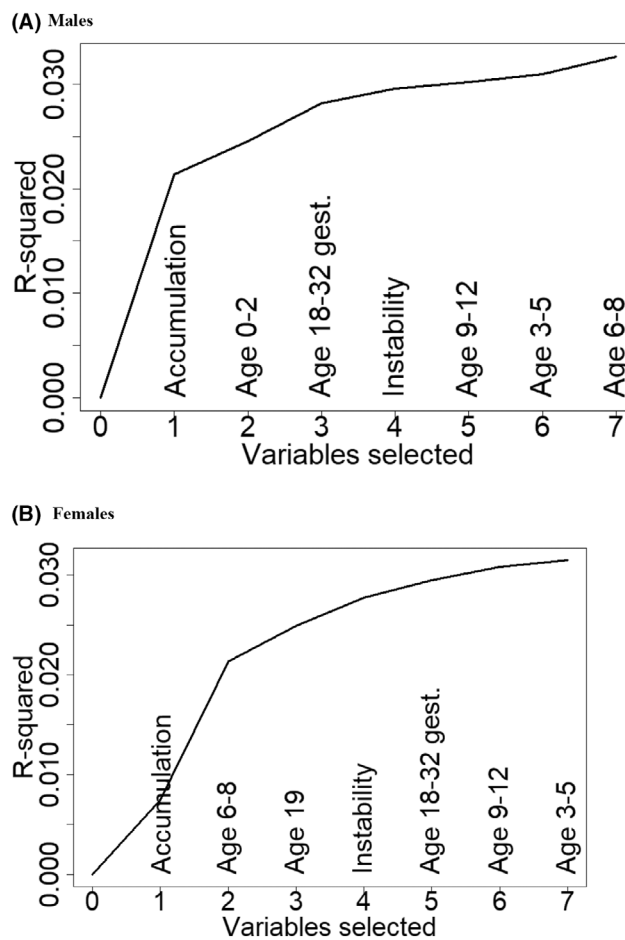 (A) Males
R-squared
0.030
0.020
0.010
0.000
Accumulation
Age 0-2
Age 18-32 gest.
Instability
Age 9-12
Age 3-5
Age 6-8
0 1 2 3 4 5 6 7
Variables selected
(B) Females
R-squared
0.030
0.020
0.010
0.000
Accumulation
Age 6-8
Age 19
Instability
Age 18-32 gest.
Age 9-12
Age 3-5
0 1 2 3 4 5 6 7
Variables selected